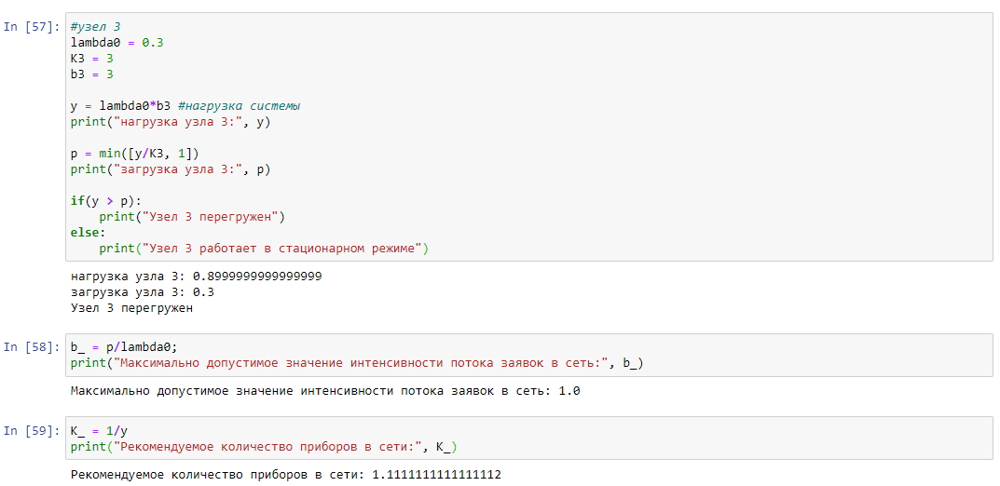 In [57]: #узел 3
lambda0 = 0.3
K3 = 3
b3 = 3
y = lambda0*b3 #нагрузка системы
print("нагрузка узла 3:", y)
p = min([y/K3, 1])
print("загрузка узла 3:", p)
if(y > p):
    print("Узел 3 перегружен")
else:
    print("Узел 3 работает в стационарном режиме")
нагрузка узла 3: 0.8999999999999999
загрузка узла 3: 0.3
Узел 3 перегружен
In [58]: b_ = p/lambda0;
print("Максимально допустимое значение интенсивности потока заявок в сеть:", b_)
Максимально допустимое значение интенсивности потока заявок в сеть: 1.0
In [59]: K_ = 1/y
print("Рекомендуемое количество приборов в сети:", K_)
Рекомендуемое количество приборов в сети: 1.1111111111111112